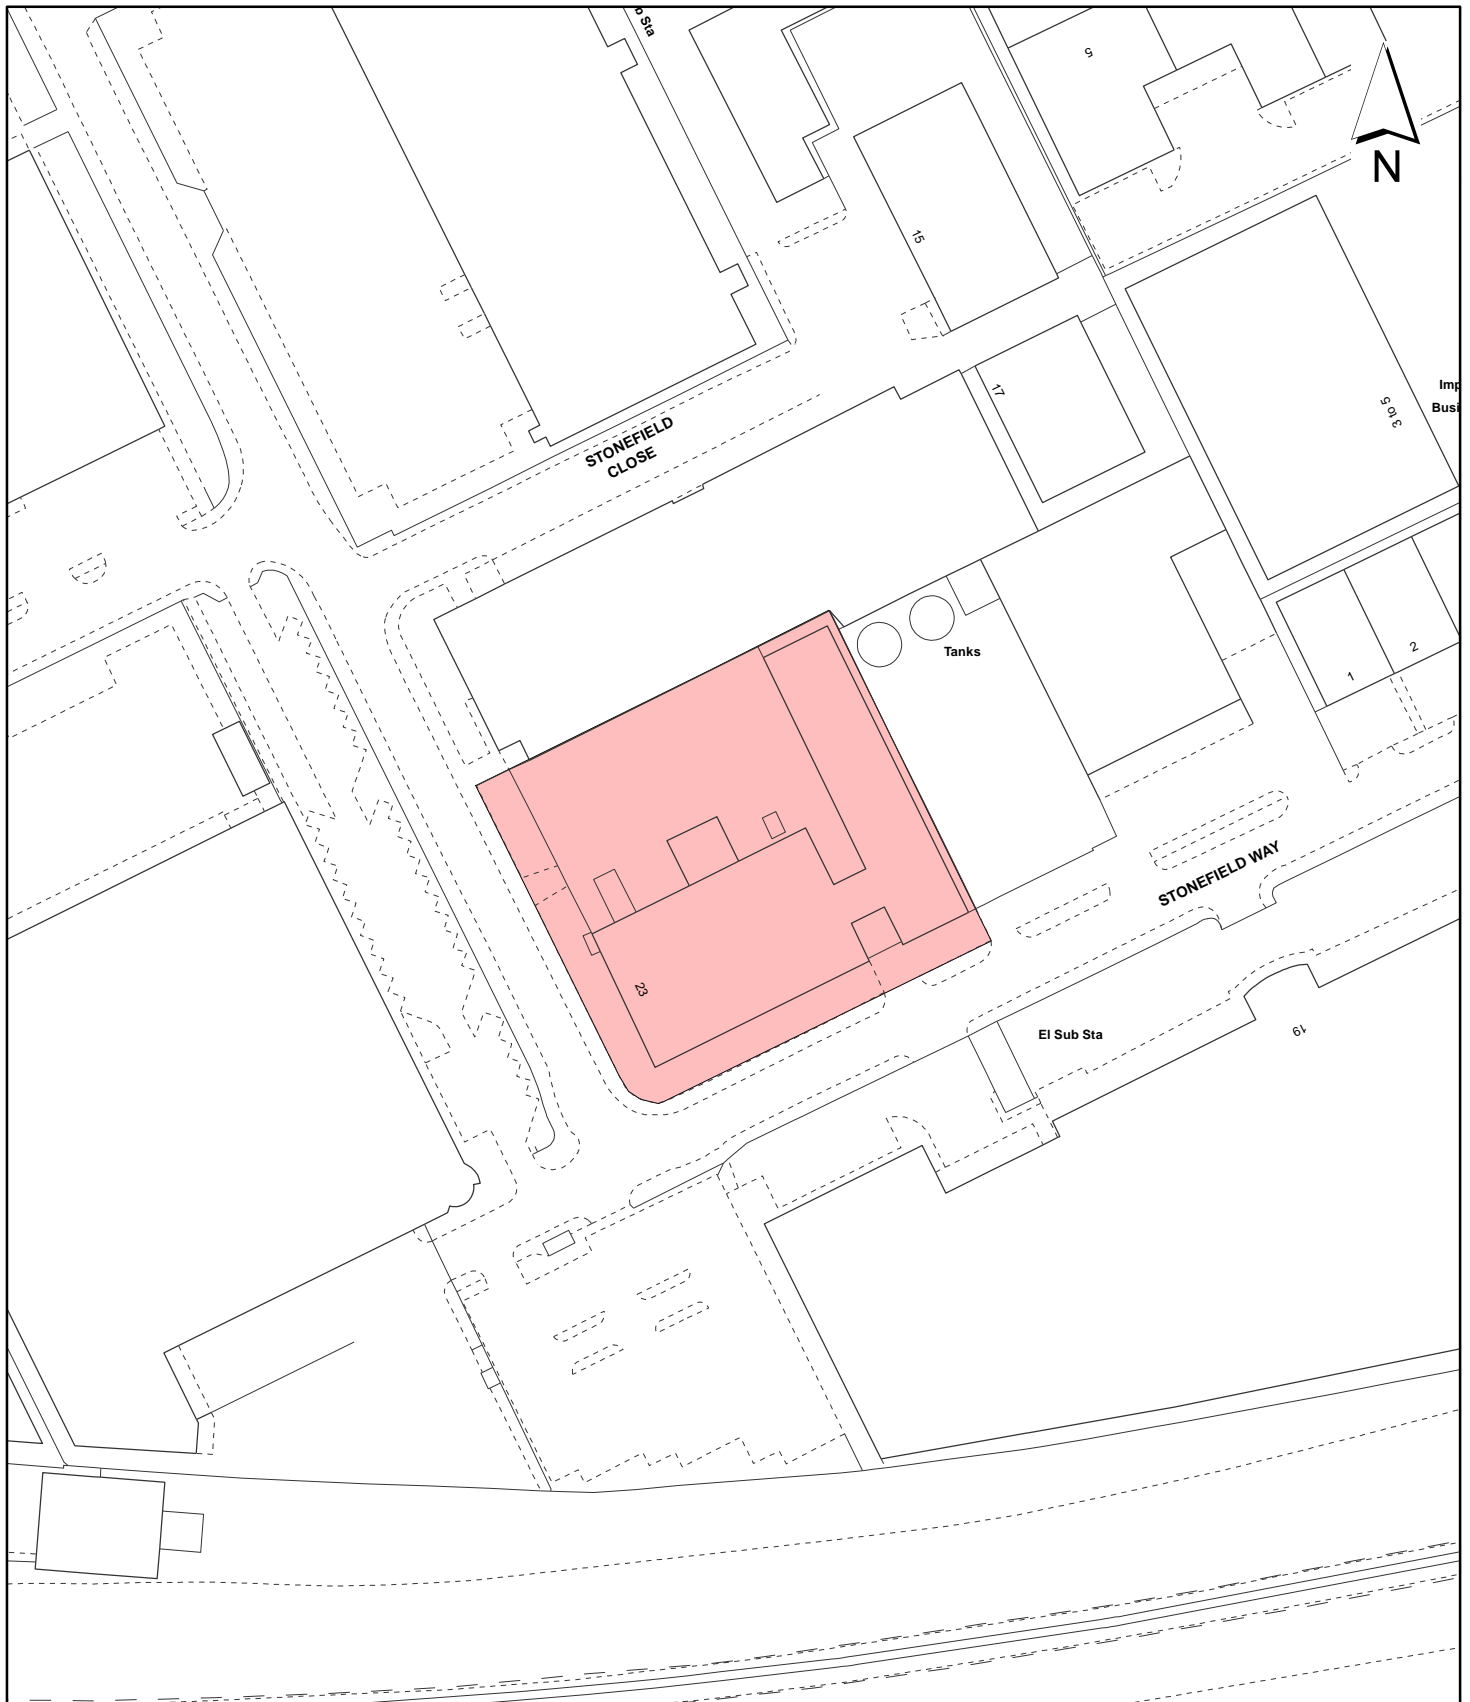 b Sta
5
N
15
17
3 to 5
Imp
Busi
STONEFIELD
CLOSE
Tanks
1
2
STONEFIELD WAY
23
El Sub Sta
19